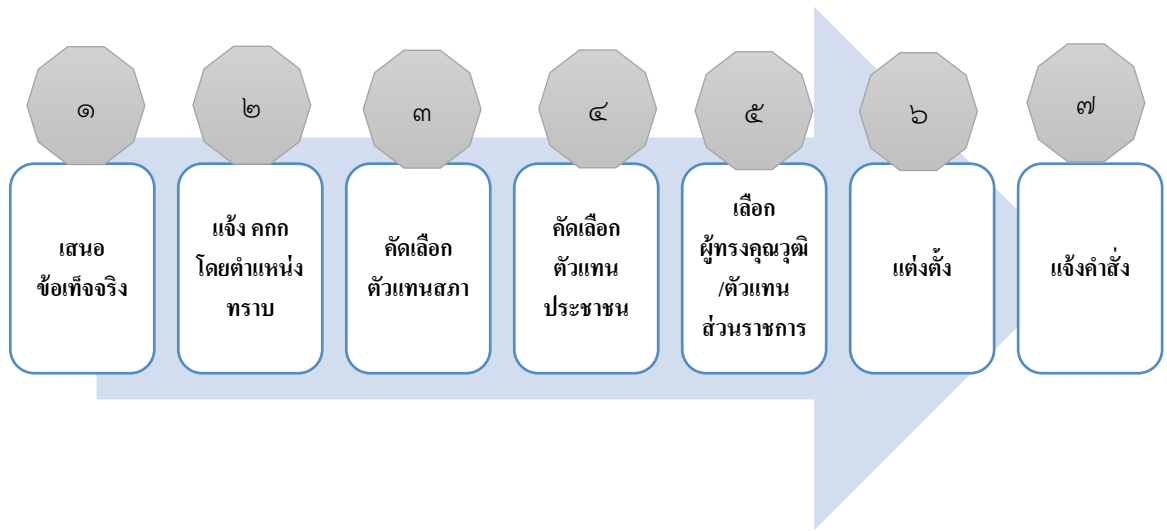 ๑
เสนอ
ข้อเท็จจริง
๒
แจ้ง คกก
โดยตำแหน่ง
ทราบ
๓
คัดเลือก
ตัวแทนสภา
๔
คัดเลือก
ตัวแทน
ประชาชน
๕
เลือก
ผู้ทรงคุณวุฒิ
/ตัวแทน
ส่วนราชการ
๖
แต่งตั้ง
๗
แจ้งคำสั่ง